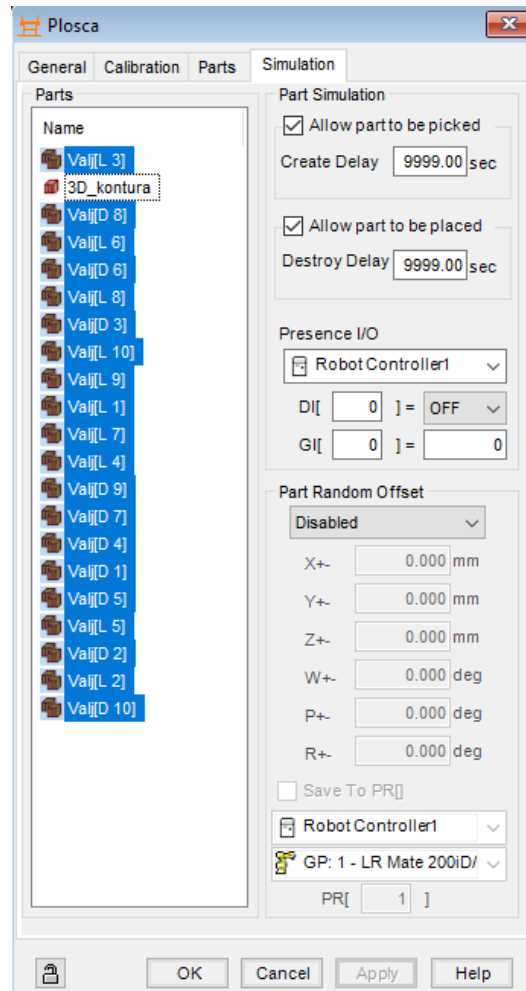 Plosca
General Calibration Parts Simulation
Parts
Name
Valj[L 3]
3D_kontura
Valj[D 8]
Valj[L 6]
Valj[D 6]
Valj[L 8]
Valj[D 3]
Valj[L 10]
Valj[L 9]
Valj[L 1]
Valj[L 7]
Valj[L 4]
Valj[D 9]
Valj[D 7]
Valj[D 4]
Valj[D 1]
Valj[D 5]
Valj[L 5]
Valj[D 2]
Valj[L 2]
Valj[D 10]
Part Simulation
Allow part to be picked
Create Delay 9999.00 sec
Allow part to be placed
Destroy Delay 9999.00 sec
Presence I/O
Robot Controller1
DI[ 0 ] = OFF
GI[ 0 ] = 0
Part Random Offset
Disabled
X+- 0.000 mm
Y+- 0.000 mm
Z+- 0.000 mm
W+- 0.000 deg
P+- 0.000 deg
R+- 0.000 deg
Save To PR[]
Robot Controller1
GP: 1 - LR Mate 200iD/
PR[ 1 ]
OK Cancel Apply Help